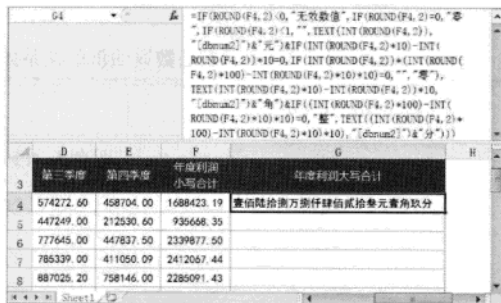 G4 fx =IF(ROUND(F4,2)<0,"无效数值",IF(ROUND(F4,2)=0,"零
",IF(ROUND(F4,2)<1,"",TEXT(INT(ROUND(F4,2)),
"[dbnum2]")&"元")&IF(INT(ROUND(F4,2)*10)-INT(
ROUND(F4,2))*10=0,IF(INT(ROUND(F4,2))*(INT(ROUND(
F4,2)*100)-INT(ROUND(F4,2)*10)*10)=0,"","零"),
TEXT(INT(ROUND(F4,2)*10)-INT(ROUND(F4,2))*10,
"[dbnum2]")&"角")&IF((INT(ROUND(F4,2)*100)-INT(
ROUND(F4,2)*10)*10)=0,"整",TEXT((INT(ROUND(F4,2)*
100)-INT(ROUND(F4,2)*10)*10),"[dbnum2]")&"分")))
D E F G H
3 第三季度 第四季度 年度利润
小写合计 年度利润大写合计
4 574272.60 458704.00 1688423.19 壹佰陆拾捌万捌仟肆佰贰拾叁元壹角玖分
5 447249.00 212530.60 935668.35
6 777645.00 447837.50 2339877.50
7 785339.00 411050.09 2412067.44
8 887025.20 758146.00 2285091.43
Sheet1